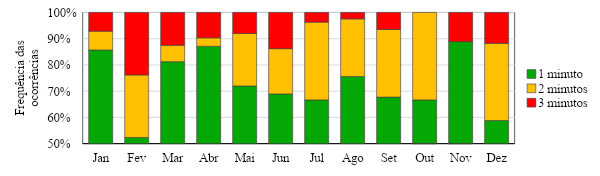 100%
90%
80%
70%
60%
50%
Frequência das
ocorrências
Jan Fev Mar Abr Mai Jun Jul Ago Set Out Nov Dez
1 minuto
2 minutos
3 minutos